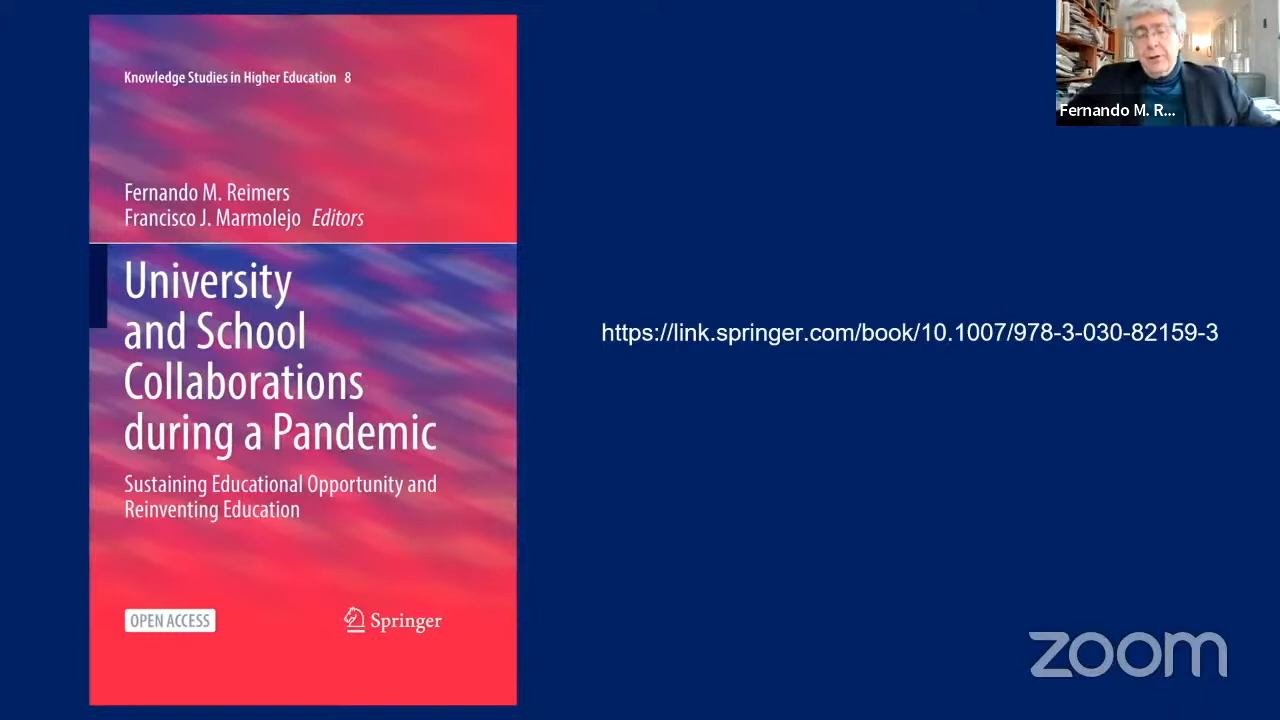 Knowledge Studies in Higher Education 8
Fernando M. Reimers
Francisco J. Marmolejo Editors
University
and School
Collaborations
during a Pandemic
Sustaining Educational Opportunity and
Reinventing Education
OPEN ACCESS
Springer
https://link.springer.com/book/10.1007/978-3-030-82159-3
Fernando M. R...
zoom